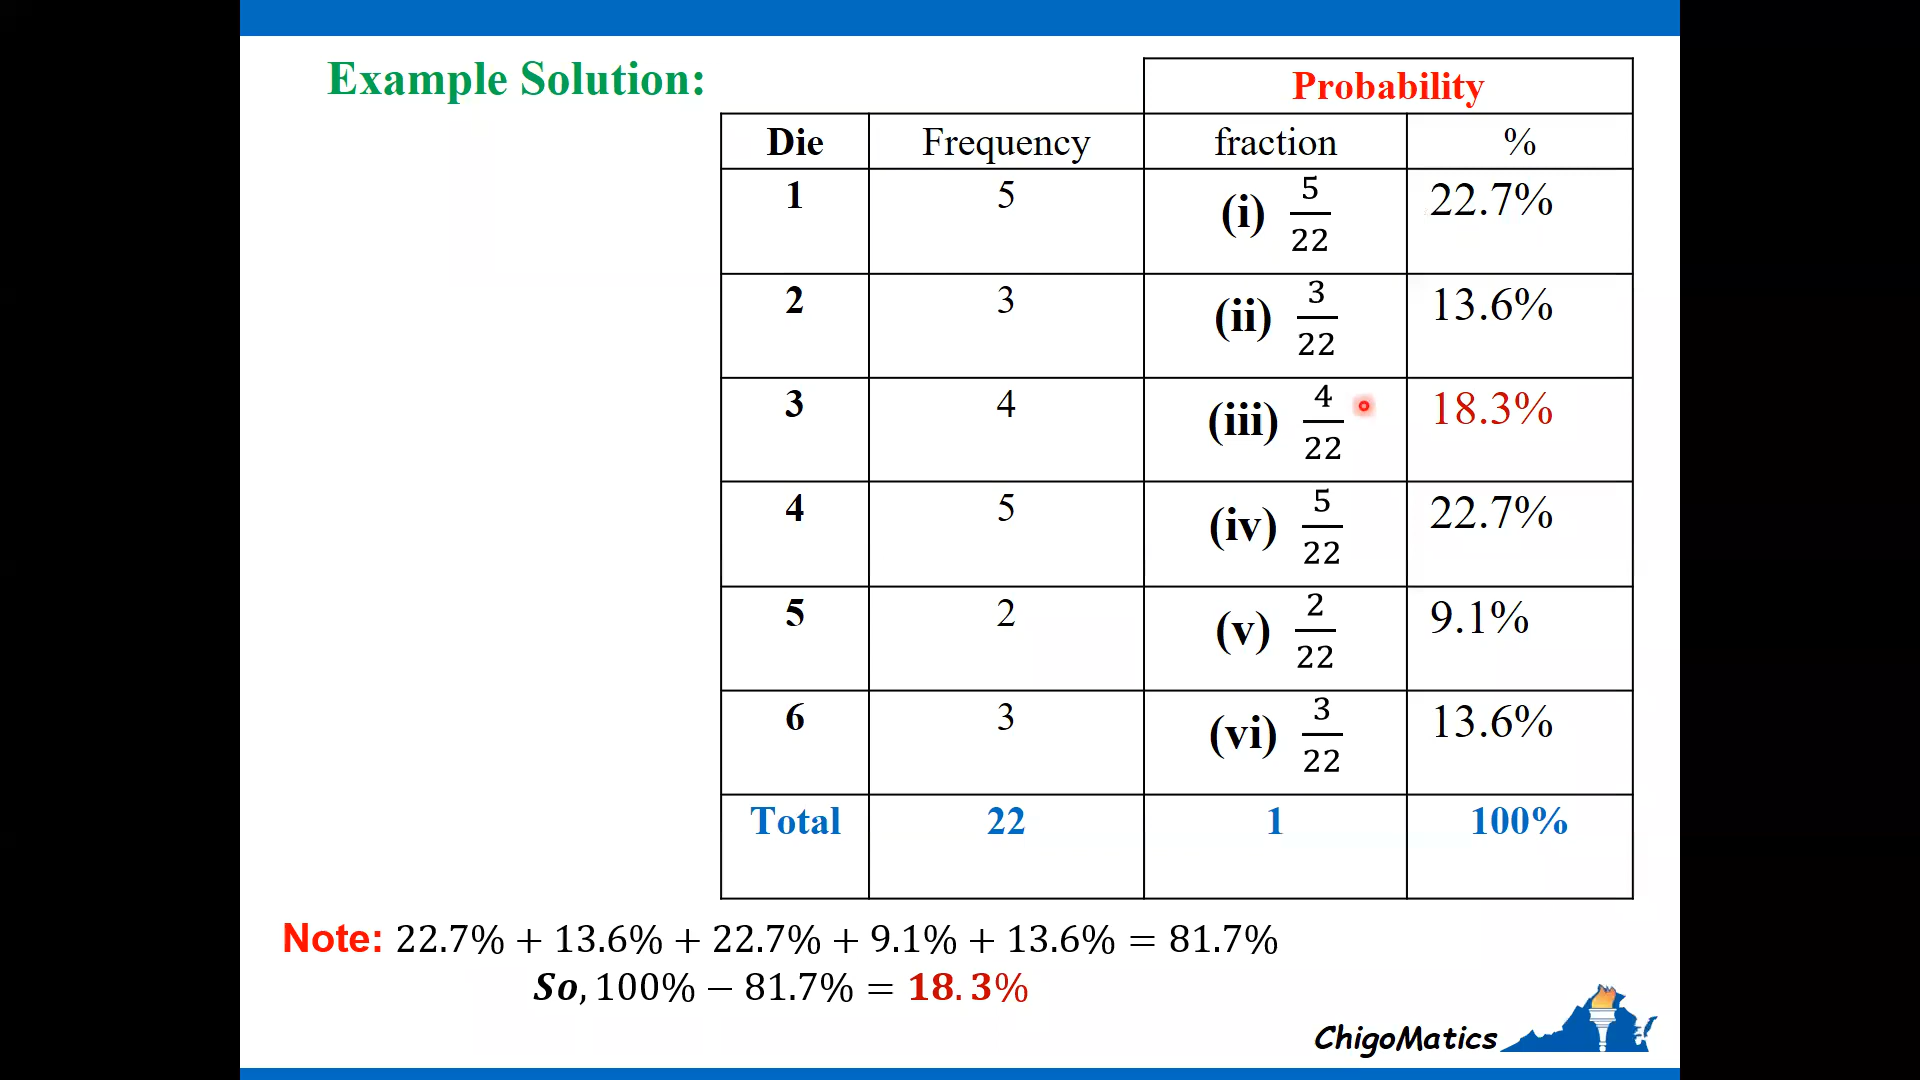 Example Solution:
Probability
Die Frequency fraction %
1 5 (i) 5/22 22.7%
2 3 (ii) 3/22 13.6%
3 4 (iii) 4/22 18.3%
4 5 (iv) 5/22 22.7%
5 2 (v) 2/22 9.1%
6 3 (vi) 3/22 13.6%
Total 22 1 100%
Note: 22.7% + 13.6% + 22.7% + 9.1% + 13.6% = 81.7%
So, 100% − 81.7% = 18.3%
ChigoMatics